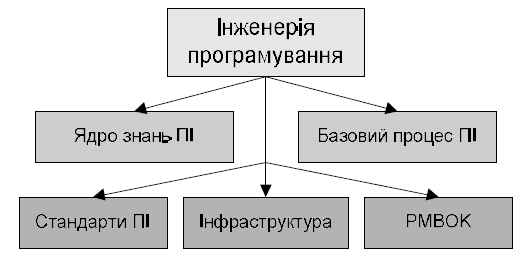 Інженерія
програмування
Ядро знань ПІ
Базовий процес ПІ
Стандарти ПІ
Інфраструктура
PMBOK